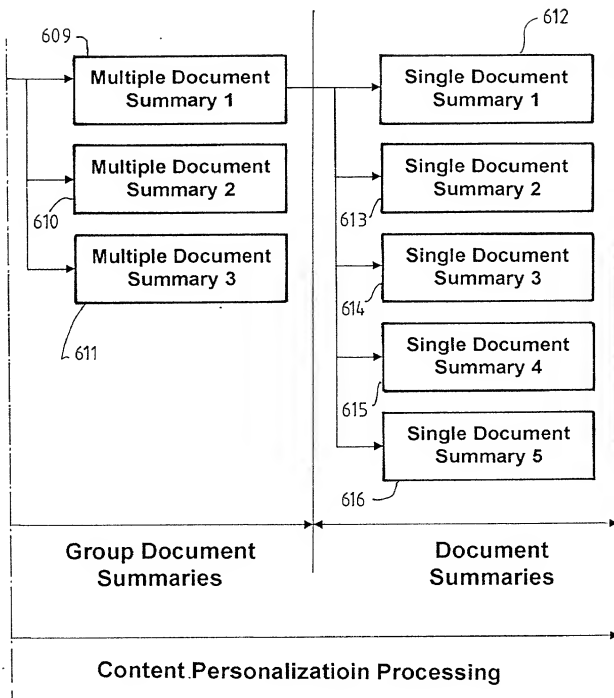 609
Multiple Document
Summary 1
Multiple Document
Summary 2
610
Multiple Document
Summary 3
611
612
Single Document
Summary 1
Single Document
Summary 2
613
Single Document
Summary 3
614
Single Document
Summary 4
615
Single Document
Summary 5
616
Group Document
Summaries
Document
Summaries
Content Personalizatioin Processing